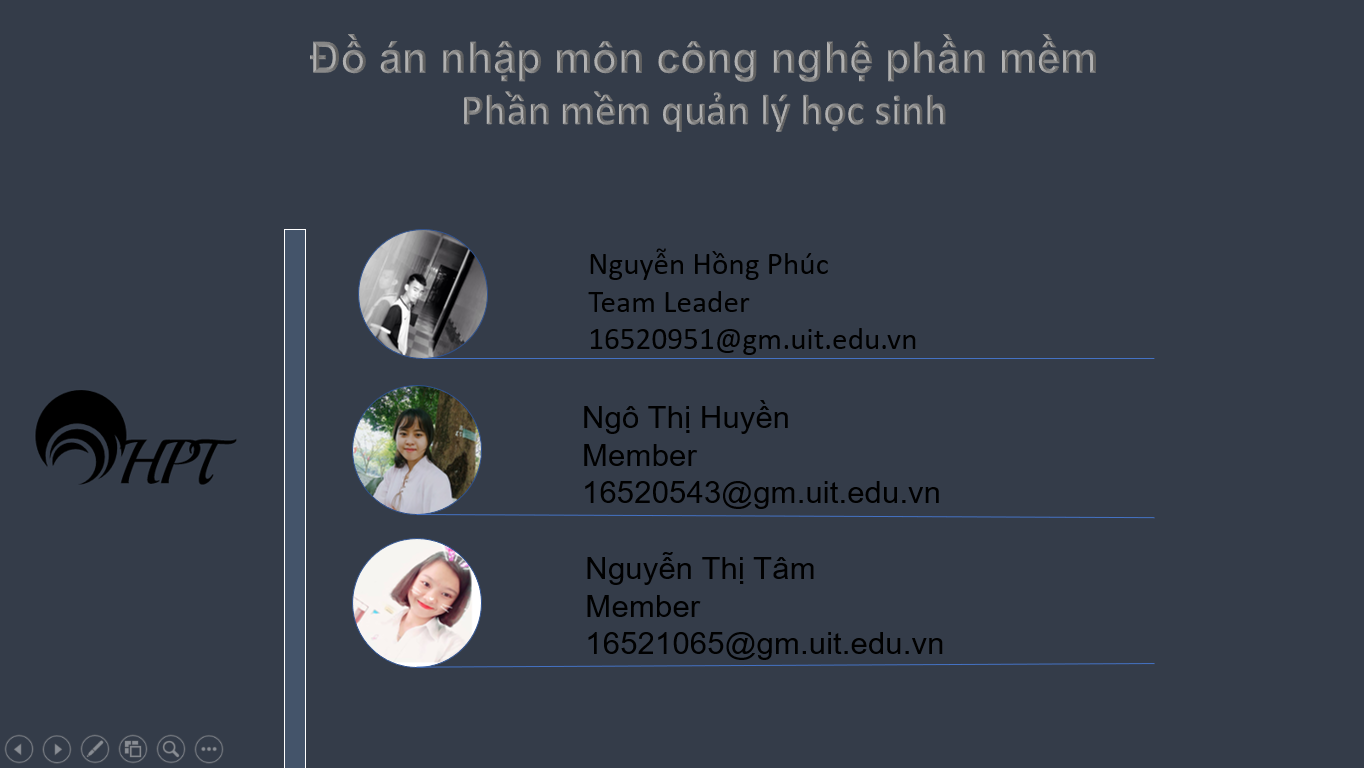 Đồ án nhập môn công nghệ phần mềm
Phần mềm quản lý học sinh
Nguyễn Hồng Phúc
Team Leader
16520951@gm.uit.edu.vn
HPT
Ngô Thị Huyền
Member
16520543@gm.uit.edu.vn
Nguyễn Thị Tâm
Member
16521065@gm.uit.edu.vn